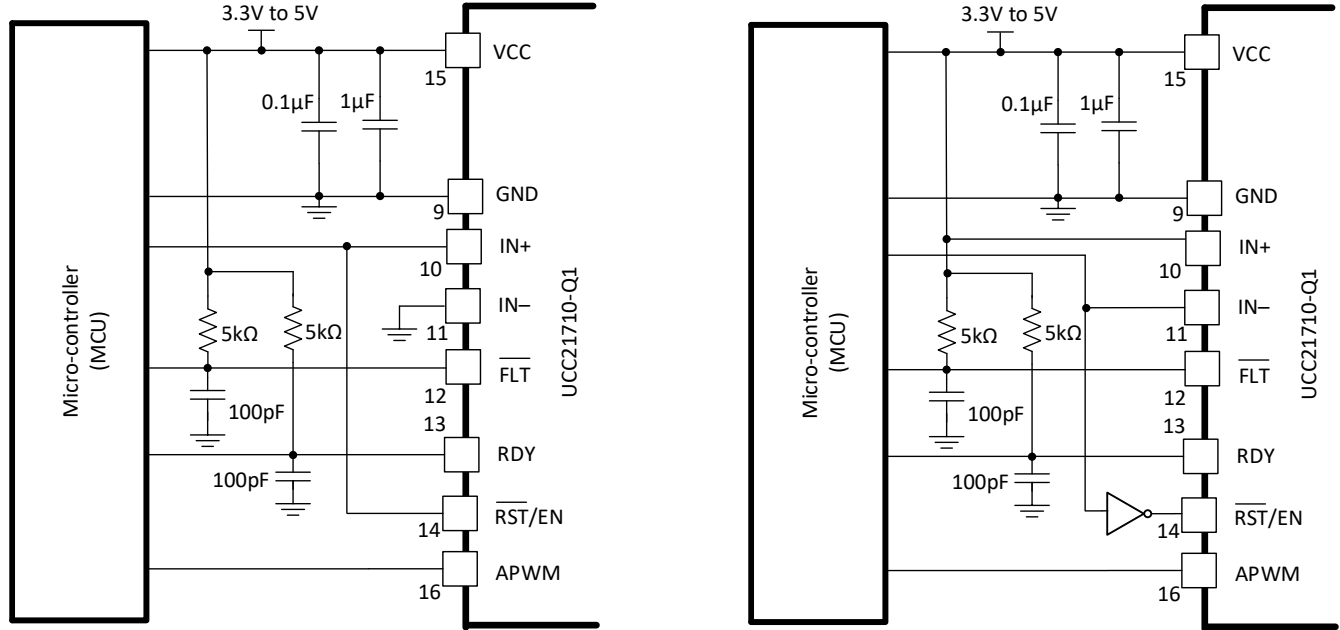 3.3V to 5V
VCC
15
0.1µF
1µF
GND
9
IN+
10
IN–
11
5kΩ
5kΩ
FLT
12
100pF
13
RDY
100pF
RST/EN
14
APWM
16
Micro-controller
(MCU)
UCC21710-Q1
3.3V to 5V
VCC
15
0.1µF
1µF
GND
9
IN+
10
IN–
11
5kΩ
5kΩ
FLT
12
100pF
13
RDY
100pF
RST/EN
14
APWM
16
Micro-controller
(MCU)
UCC21710-Q1